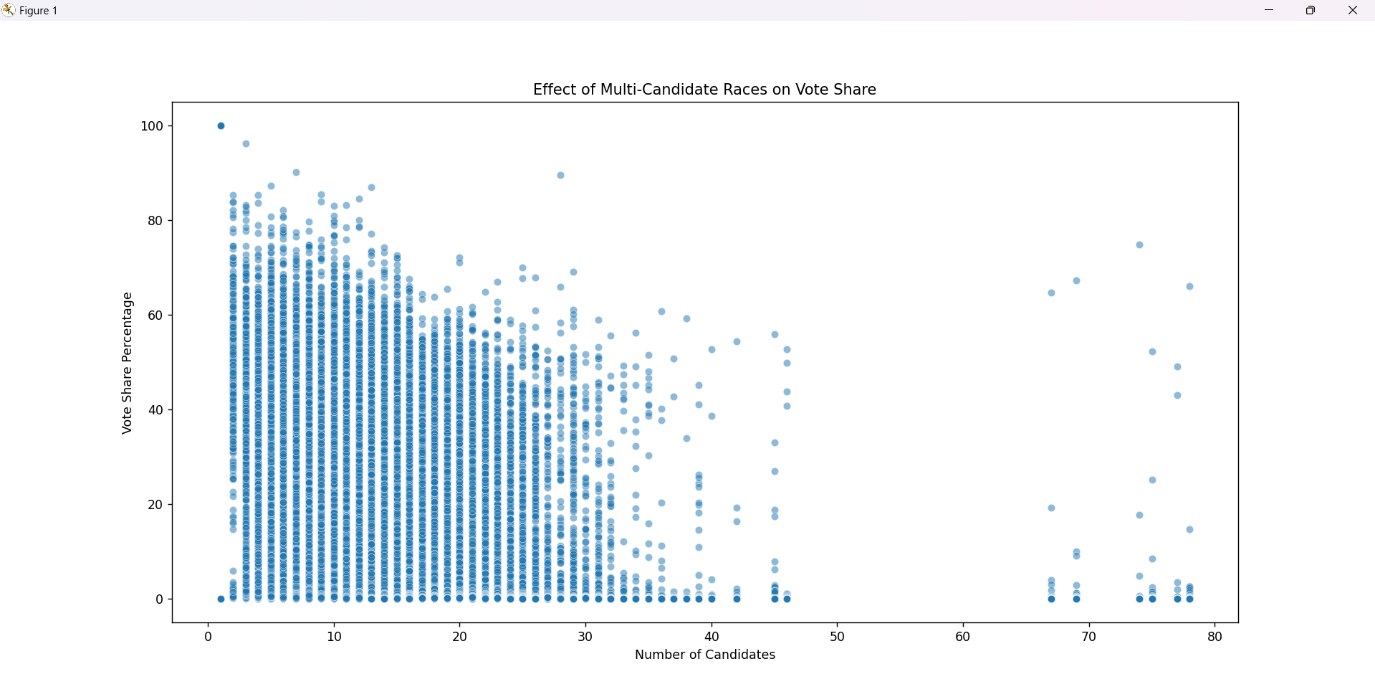 Figure 1
Effect of Multi-Candidate Races on Vote Share
100
80
60
40
20
0
Vote Share Percentage
0 10 20 30 40 50 60 70 80
Number of Candidates